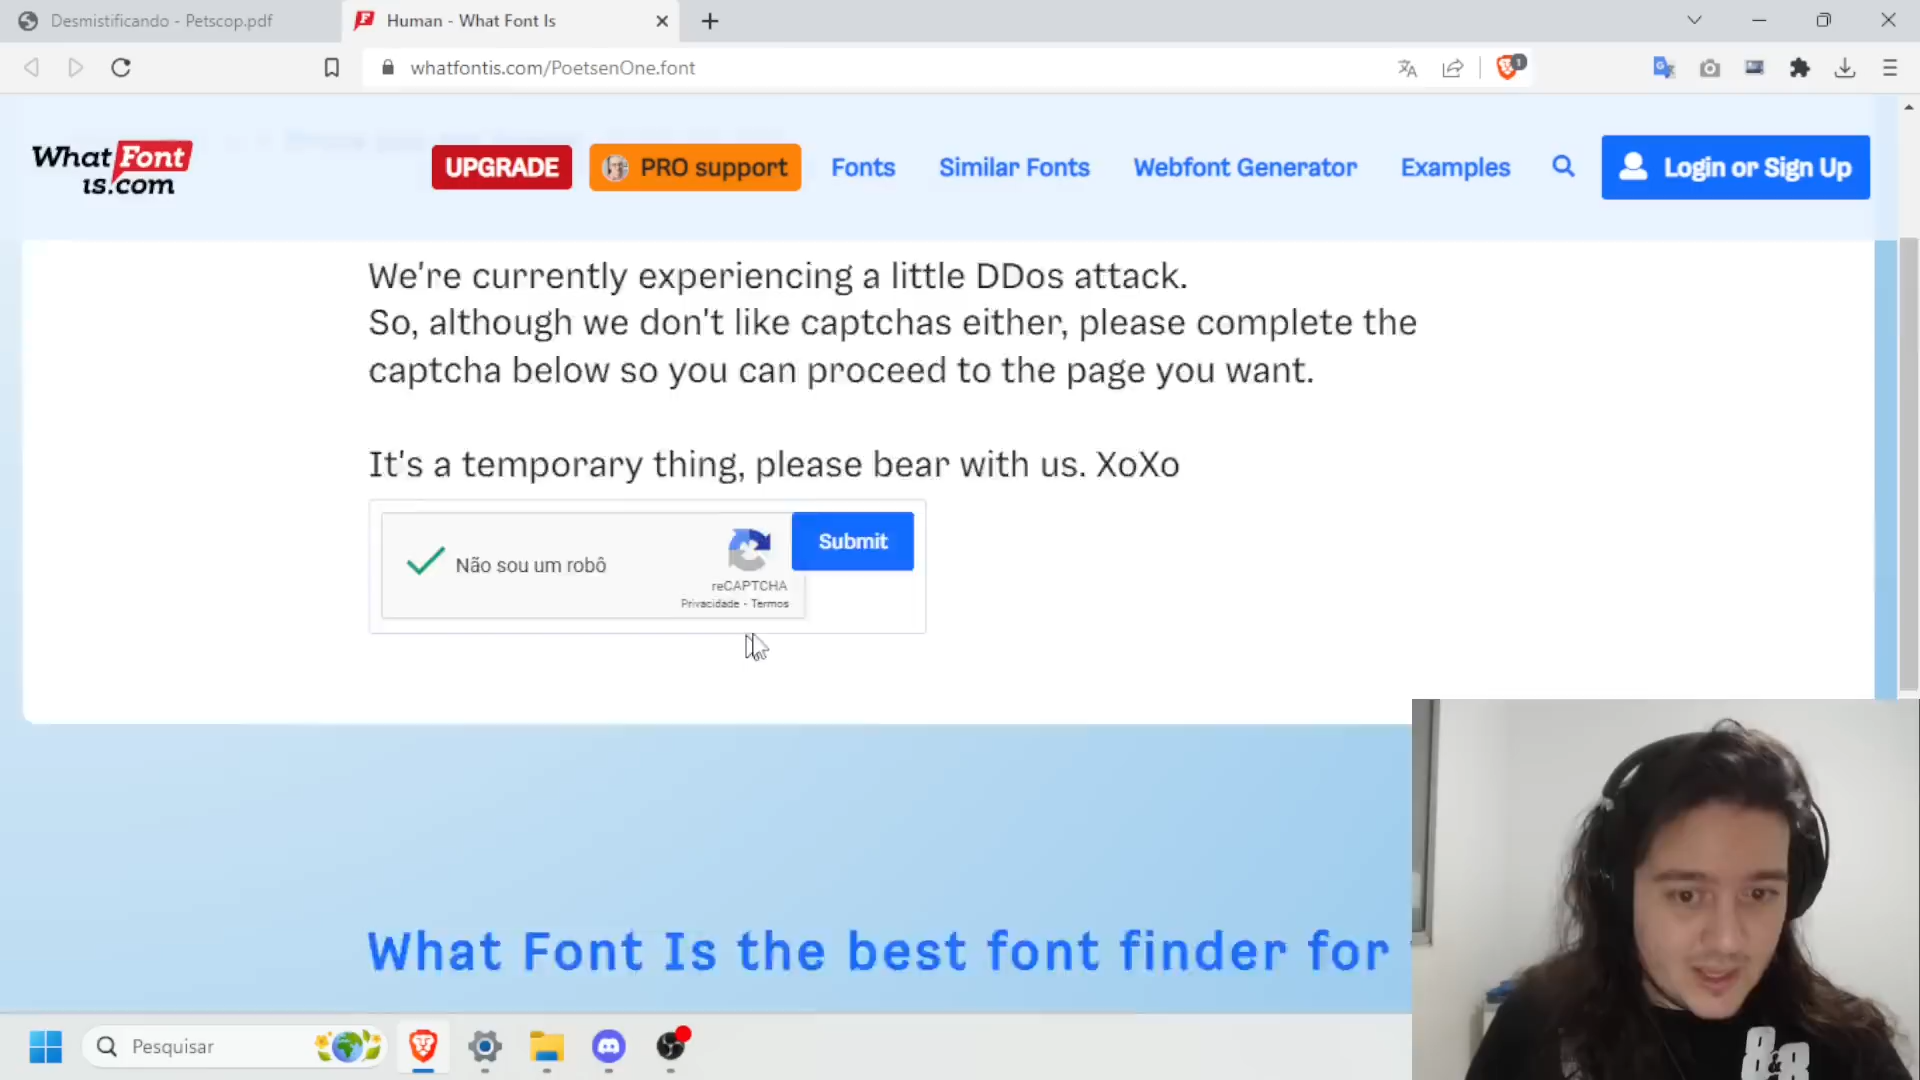 Desmistificando - Petscop.pdf
Human - What Font Is
whatfontis.com/PoetsenOne.font
1
What Font
is.com
UPGRADE
PRO support
Fonts
Similar Fonts
Webfont Generator
Examples
Login or Sign Up
We're currently experiencing a little DDos attack.
So, although we don't like captchas either, please complete the
captcha below so you can proceed to the page you want.
It's a temporary thing, please bear with us. XoXo
Não sou um robô
reCAPTCHA
Privacidade - Termos
Submit
What Font Is the best font finder for
Pesquisar